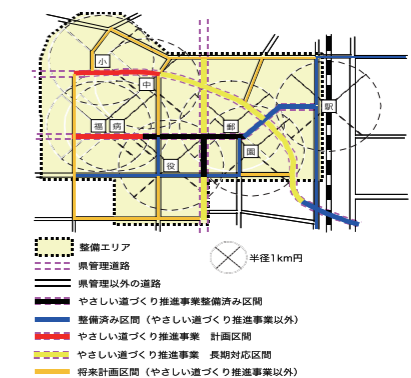 小
中
福 病
郵
駅
園
役
整備エリア
半径1km円
県管理道路
県管理以外の道路
やさしい道づくり推進事業整備済み区間
整備済み区間（やさしい道づくり推進事業以外）
やさしい道づくり推進事業　計画区間
やさしい道づくり推進事業　長期対応区間
将来計画区間（やさしい道づくり推進事業以外）